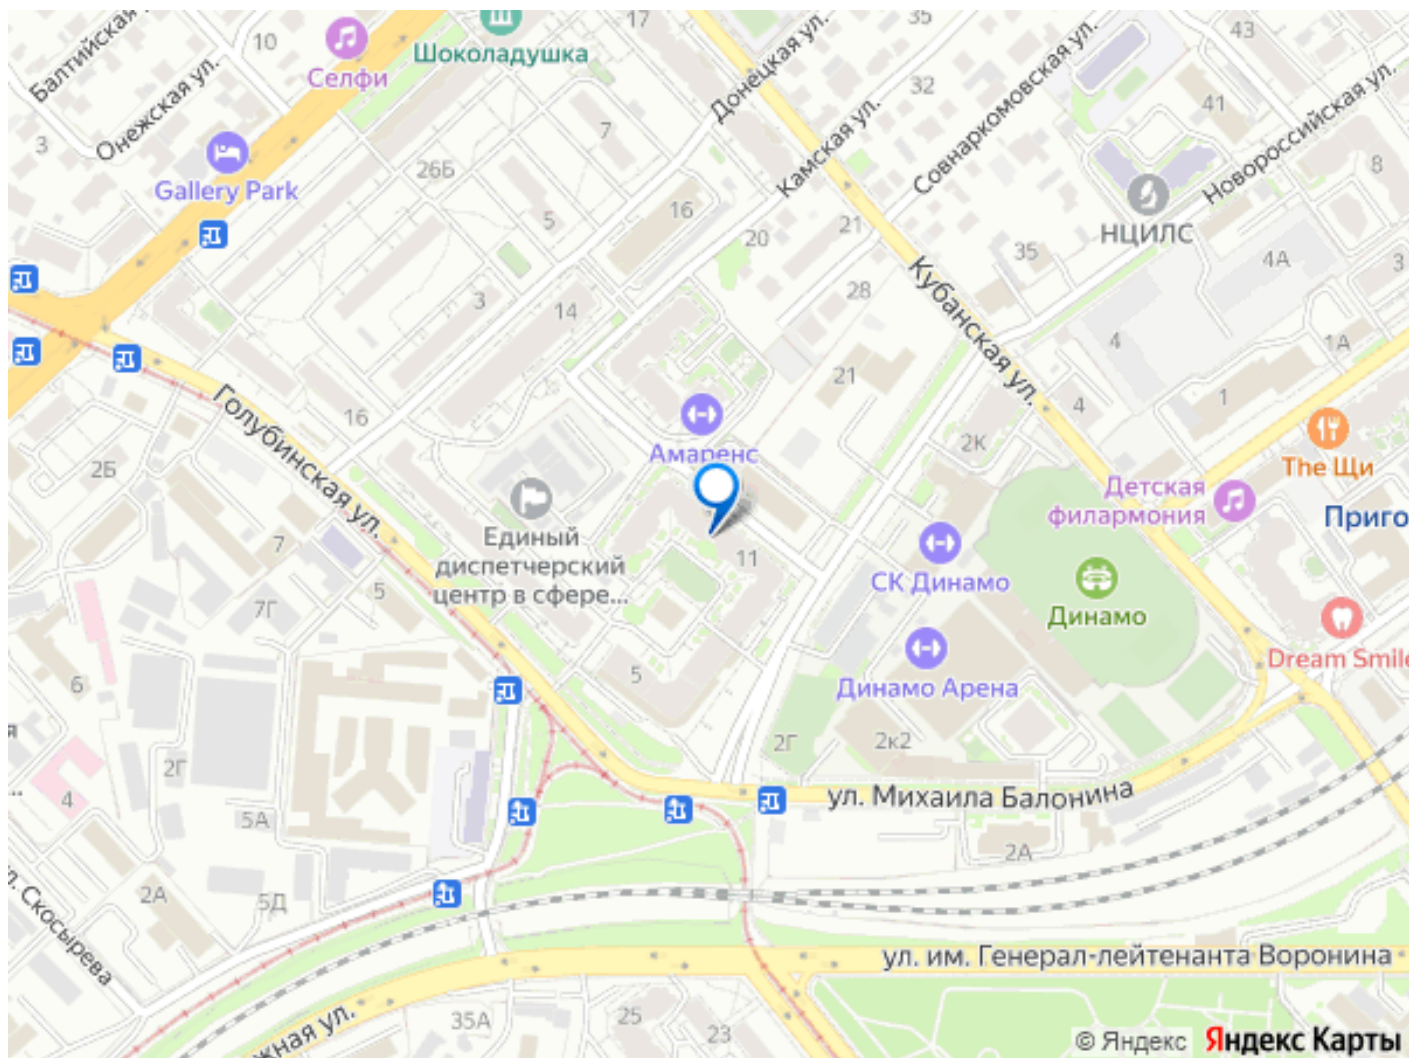 17
35
43
Балтийская
10
Шоколадушка
Донецкая ул.
Совнаркомовская ул.
Селфи
Онежская ул.
32
41
Новороссийская ул.
3
7
Камская ул.
8
26Б
Gallery Park
16
5
21
НЦИЛС
20
35
4А
3
Кубанская ул.
28
3
14
4
1А
21
Голубинская ул.
16
4
1
Амаренс
2К
The Щи
2Б
Детская
филармония
Приго
Единый
диспетчерский
центр в сфере...
7
11
СК Динамо
5
7Г
Динамо
Dream Smile
6
5
Динамо Арена
я
...
2Г
2Г
2к2
4
ул. Михаила Балонина
5А
2А
2А
5Д
Скосырева
ул. им. Генерал-лейтенанта Воронина
жная ул.
35А
25
23
© Яндекс Яндекс Карты